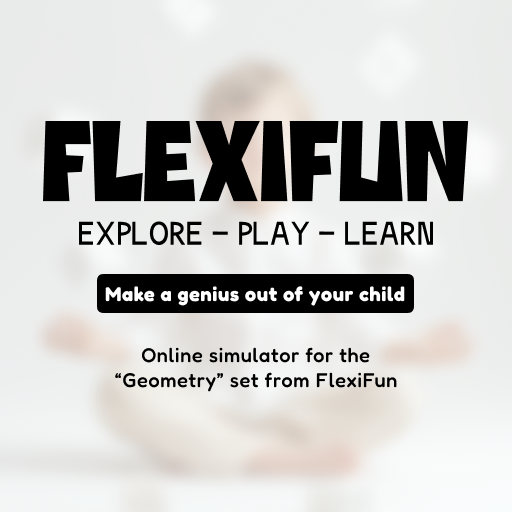 FLEXIFUN
EXPLORE – PLAY – LEARN
Make a genius out of your child
Online simulator for the
“Geometry” set from FlexiFun